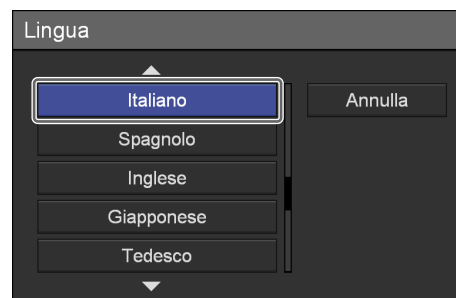 Lingua
Italiano
Annulla
Spagnolo
Inglese
Giapponese
Tedesco